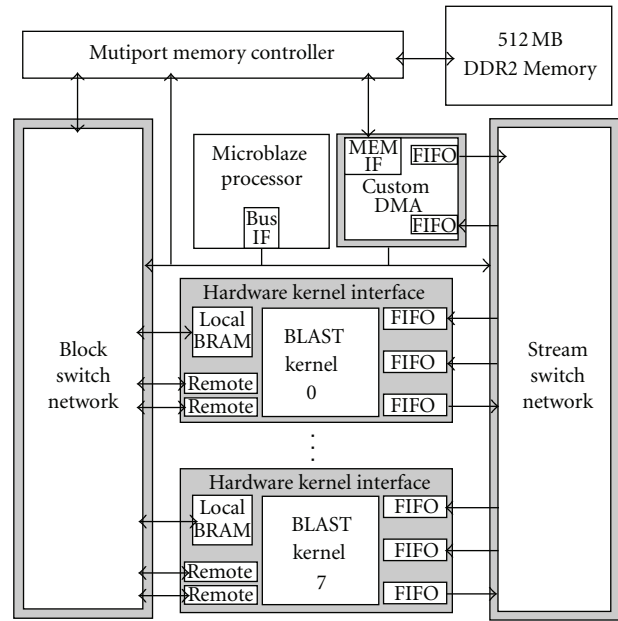 Mutiport memory controller
512 MB
DDR2 Memory
Microblaze
processor
Bus
IF
MEM
IF
FIFO
Custom
DMA
FIFO
Block
switch
network
Stream
switch
network
Hardware kernel interface
Local
BRAM
Remote
Remote
BLAST
kernel
0
FIFO
FIFO
FIFO
Hardware kernel interface
Local
BRAM
Remote
Remote
BLAST
kernel
7
FIFO
FIFO
FIFO